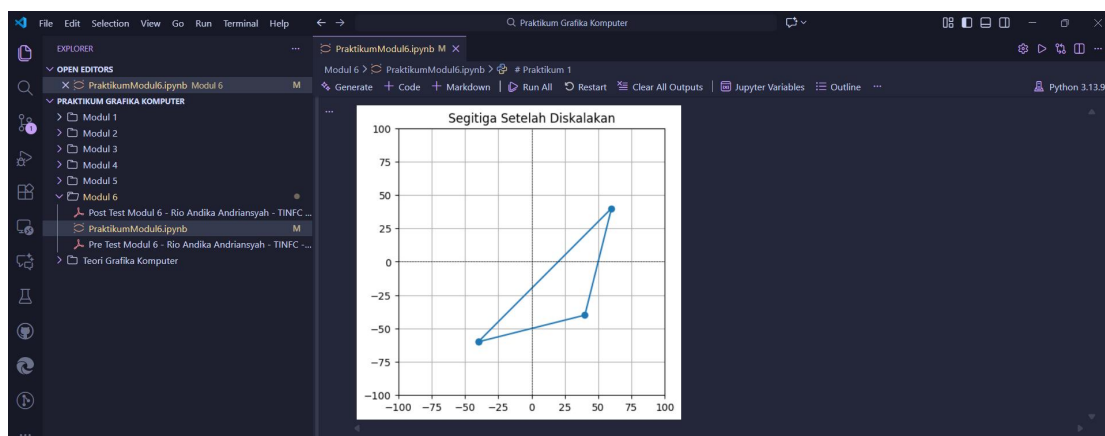 File Edit Selection View Go Run Terminal Help
Praktikum Grafika Komputer
EXPLORER
OPEN EDITORS
PraktikumModul6.ipynb Modul 6 M
PRAKTIKUM GRAFIKA KOMPUTER
Modul 1
Modul 2
Modul 3
Modul 4
Modul 5
Modul 6
Post Test Modul 6 - Rio Andika Andriansyah - TINFC ...
PraktikumModul6.ipynb M
Pre Test Modul 6 - Rio Andika Andriansyah - TINFC -...
Teori Grafika Komputer
PraktikumModul6.ipynb M
Modul 6 > PraktikumModul6.ipynb > # Praktikum 1
Generate + Code + Markdown | Run All Restart Clear All Outputs | Jupyter Variables Outline ...
Python 3.13.9
Segitiga Setelah Diskalakan
100
75
50
25
0
−25
−50
−75
−100
−100 −75 −50 −25 0 25 50 75 100